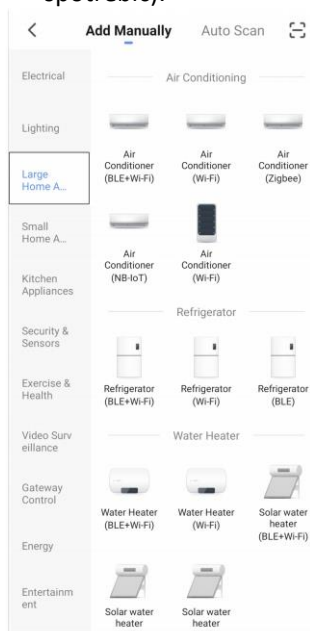 spotřebič).
Add Manually Auto Scan
Electrical
Lighting
Large
Home A...
Small
Home A...
Kitchen
Appliances
Security &
Sensors
Exercise &
Health
Video Surv
eillance
Gateway
Control
Energy
Entertainm
ent
Air Conditioning
Air
Conditioner
(BLE+Wi-Fi)
Air
Conditioner
(Wi-Fi)
Air
Conditioner
(Zigbee)
Air
Conditioner
(NB-IoT)
Air
Conditioner
(Wi-Fi)
Refrigerator
Refrigerator
(BLE+Wi-Fi)
Refrigerator
(Wi-Fi)
Refrigerator
(BLE)
Water Heater
Water Heater
(BLE+Wi-Fi)
Water Heater
(Wi-Fi)
Solar water
heater
(BLE+Wi-Fi)
Solar water
heater
Solar water
heater